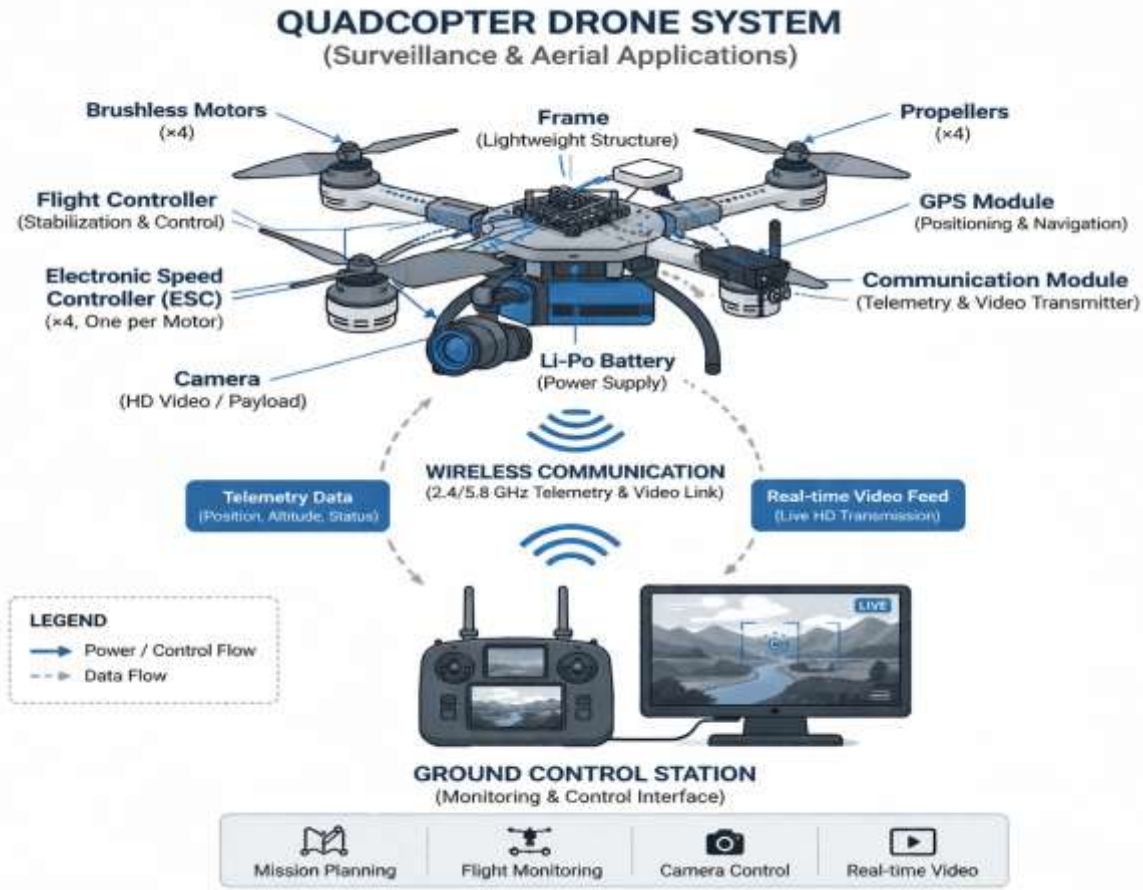 QUADCOPTER DRONE SYSTEM
(Surveillance & Aerial Applications)
Brushless Motors
(×4)
Frame
(Lightweight Structure)
Propellers
(×4)
Flight Controller
(Stabilization & Control)
GPS Module
(Positioning & Navigation)
Electronic Speed
Controller (ESC)
(×4, One per Motor)
Communication Module
(Telemetry & Video Transmitter)
Camera
(HD Video / Payload)
Li-Po Battery
(Power Supply)
WIRELESS COMMUNICATION
(2.4/5.8 GHz Telemetry & Video Link)
Telemetry Data
(Position, Altitude, Status)
Real-time Video Feed
(Live HD Transmission)
LEGEND
Power / Control Flow
Data Flow
LIVE
GROUND CONTROL STATION
(Monitoring & Control Interface)
Mission Planning
Flight Monitoring
Camera Control
Real-time Video